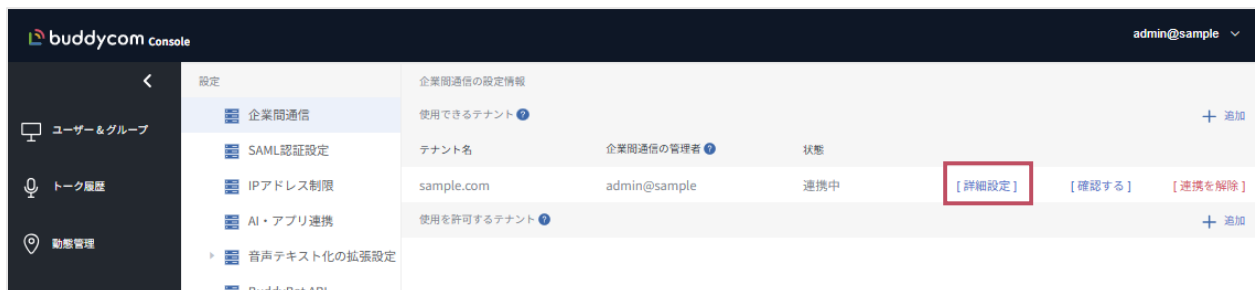 buddycom Console
admin@sample
ユーザー＆グループ
トーク履歴
動態管理
設定
企業間通信
SAML認証設定
IPアドレス制限
AI・アプリ連携
音声テキスト化の拡張設定
企業間通信の設定情報
使用できるテナント ?
＋ 追加
テナント名 企業間通信の管理者 ? 状態
sample.com admin@sample 連携中 [ 詳細設定 ] [ 確認する ] [ 連携を解除 ]
使用を許可するテナント ?
＋ 追加